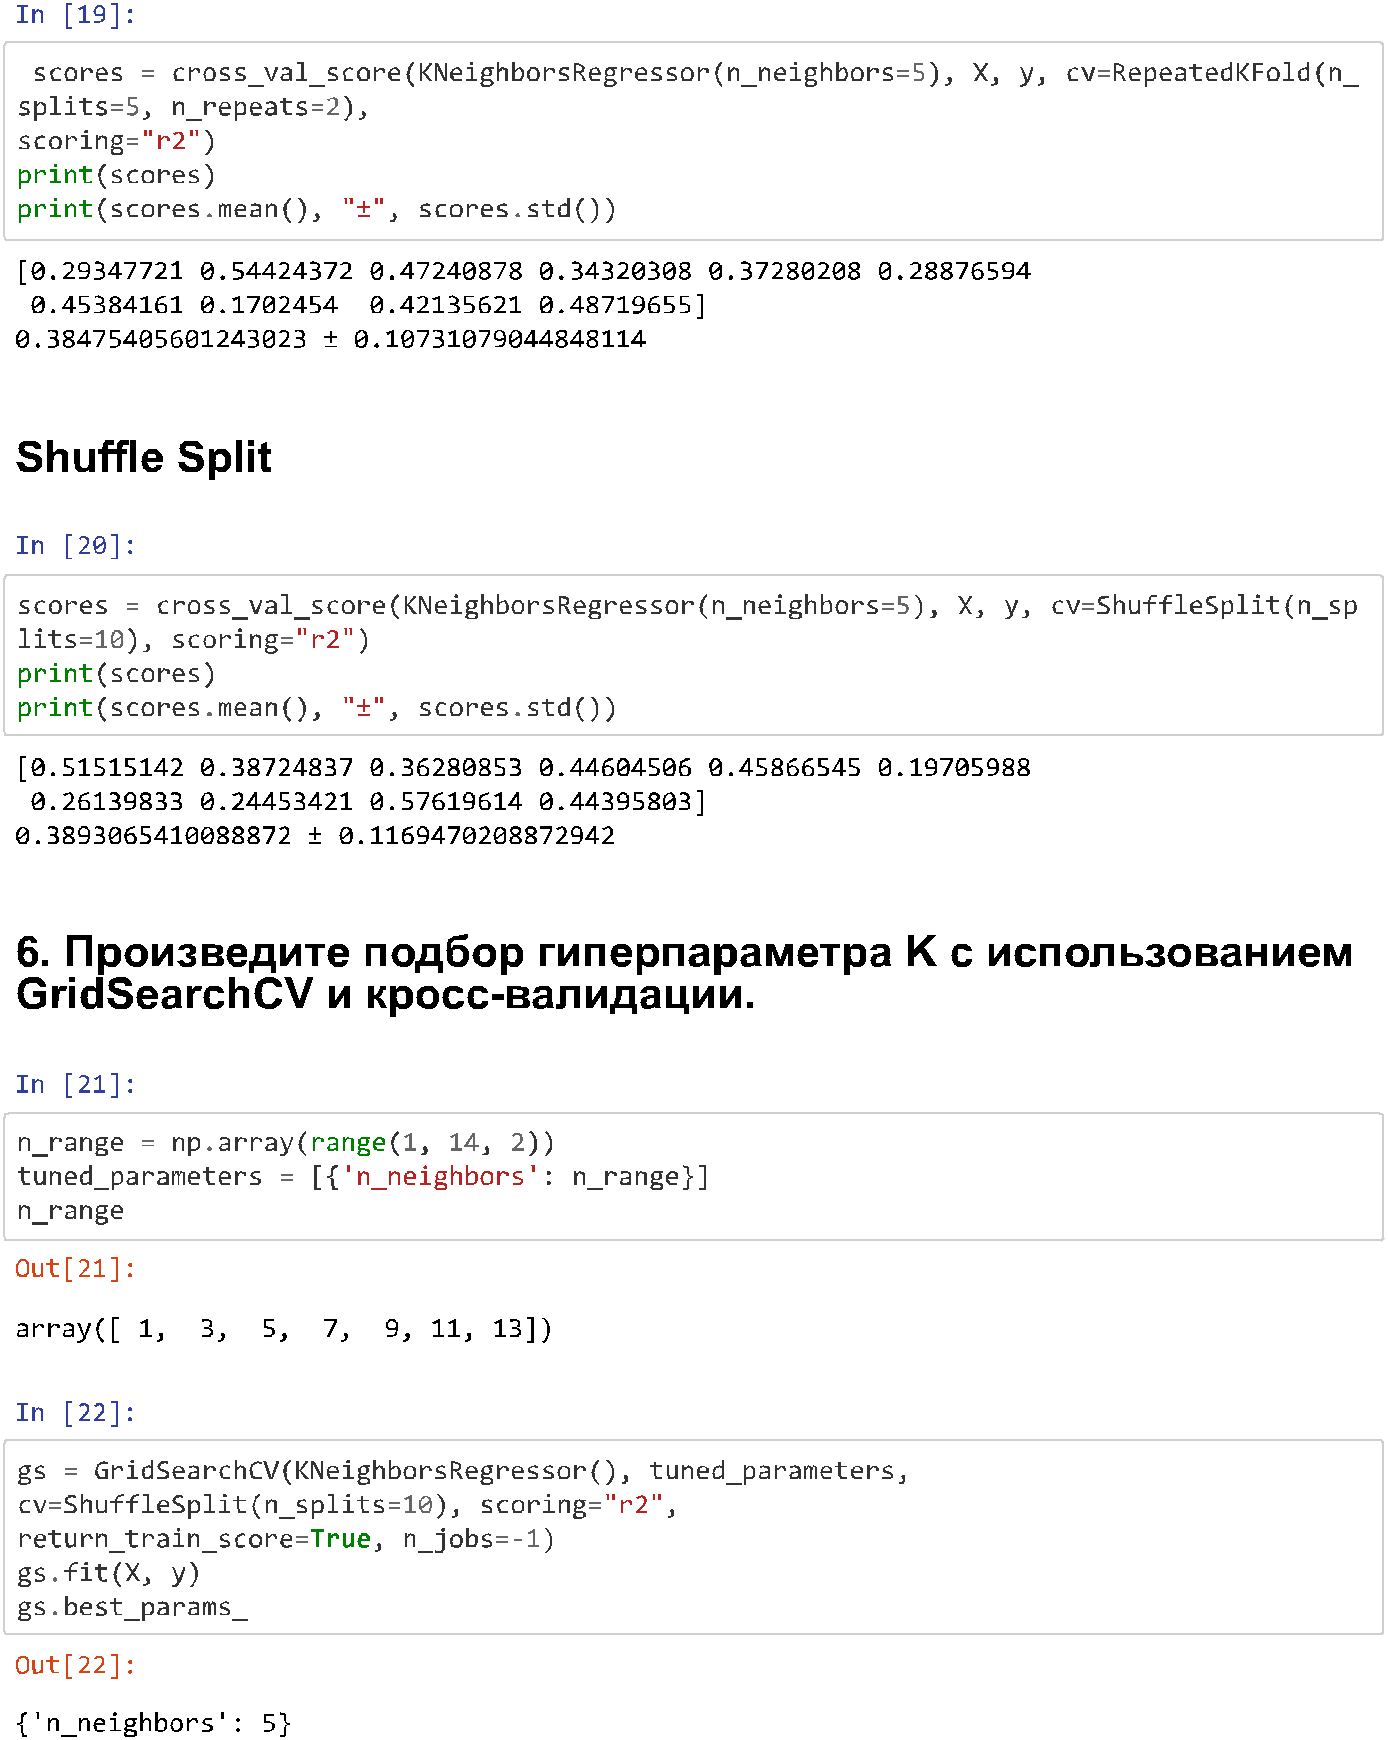 In [19]:
scores = cross_val_score(KNeighborsRegressor(n_neighbors=5), X, y, cv=RepeatedKFold(n_
splits=5, n_repeats=2),
scoring="r2")
print(scores)
print(scores.mean(), "±", scores.std())
[0.29347721 0.54424372 0.47240878 0.34320308 0.37280208 0.28876594
0.45384161 0.1702454  0.42135621 0.48719655]
0.38475405601243023 ± 0.10731079044848114
Shuffle Split
In [20]:
scores = cross_val_score(KNeighborsRegressor(n_neighbors=5), X, y, cv=ShuffleSplit(n_sp
lits=10), scoring="r2")
print(scores)
print(scores.mean(), "±", scores.std())
[0.51515142 0.38724837 0.36280853 0.44604506 0.45866545 0.19705988
0.26139833 0.24453421 0.57619614 0.44395803]
0.3893065410088872 ± 0.1169470208872942
6. Произведите подбор гиперпараметра K с использованием
GridSearchCV и кросс-валидации.
In [21]:
n_range = np.array(range(1, 14, 2))
tuned_parameters = [{'n_neighbors': n_range}]
n_range
Out[21]:
array([ 1,  3,  5,  7,  9, 11, 13])
In [22]:
gs = GridSearchCV(KNeighborsRegressor(), tuned_parameters,
cv=ShuffleSplit(n_splits=10), scoring="r2",
return_train_score=True, n_jobs=-1)
gs.fit(X, y)
gs.best_params_
Out[22]:
{'n_neighbors': 5}